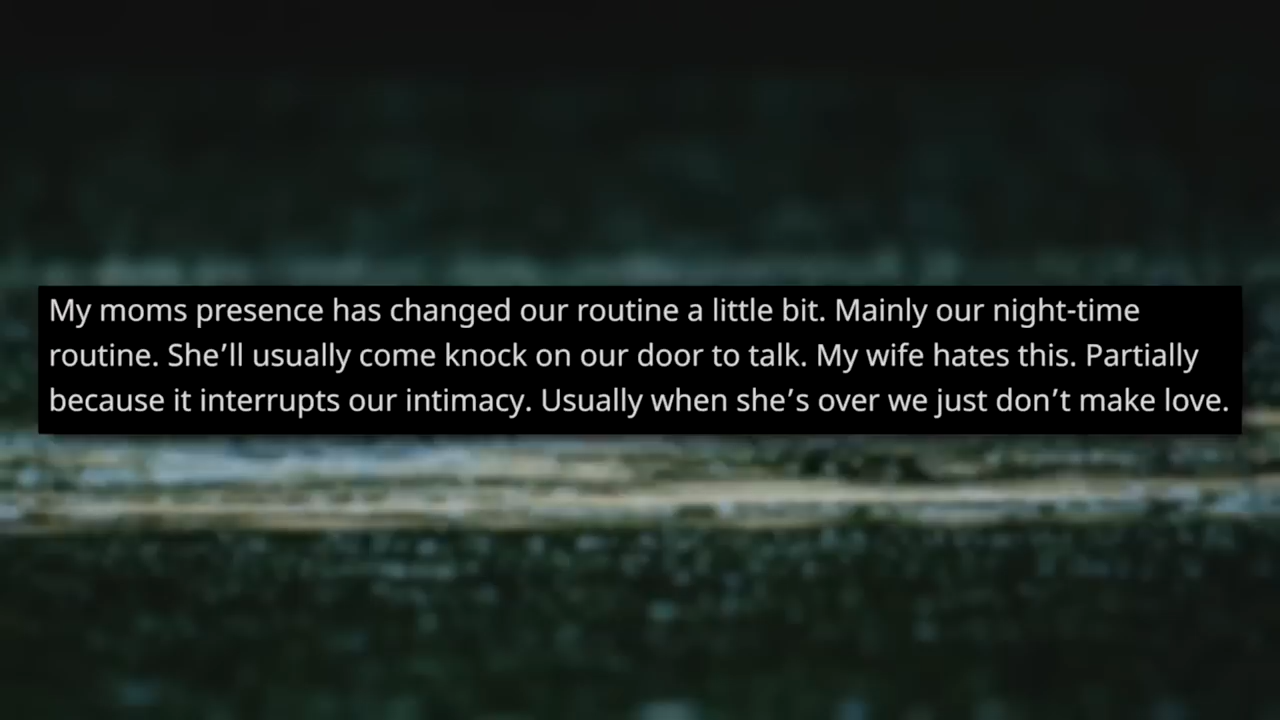 My moms presence has changed our routine a little bit. Mainly our night-time
routine. She’ll usually come knock on our door to talk. My wife hates this. Partially
because it interrupts our intimacy. Usually when she’s over we just don’t make love.